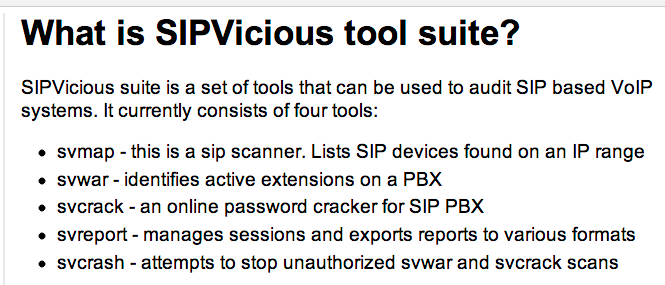 What is SIPVicious tool suite?
SIPVicious suite is a set of tools that can be used to audit SIP based VoIP
systems. It currently consists of four tools:
• svmap - this is a sip scanner. Lists SIP devices found on an IP range
• svwar - identifies active extensions on a PBX
• svcrack - an online password cracker for SIP PBX
• svreport - manages sessions and exports reports to various formats
• svcrash - attempts to stop unauthorized svwar and svcrack scans